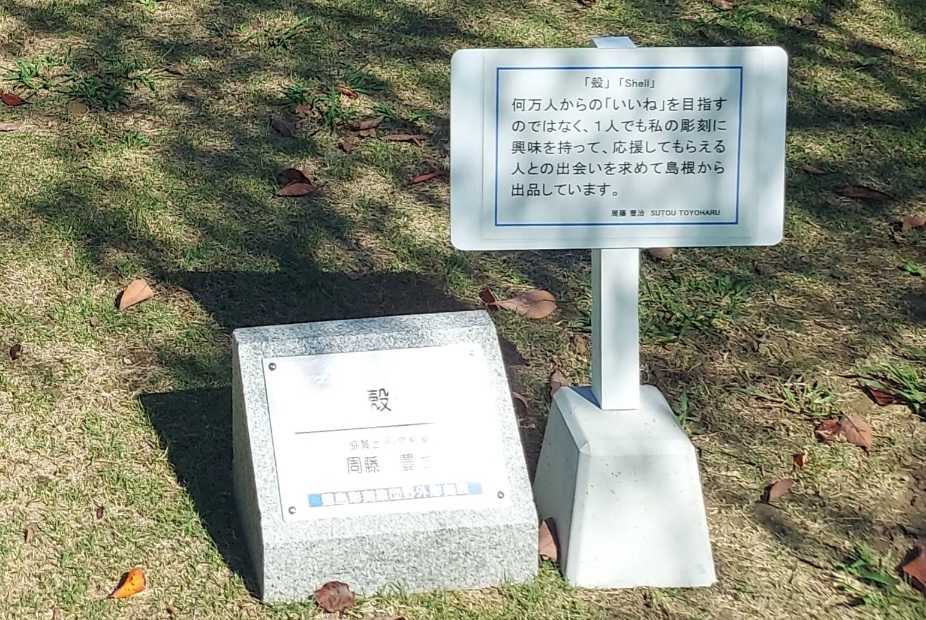 「殻」「Shell」
何万人からの「いいね」を目指す
のではなく、1人でも私の彫刻に
興味を持って、応援してもらえる
人との出会いを求めて島根から
出品しています。
周藤 豊治 SUTOU TOYOHARU
殻
周藤 豊